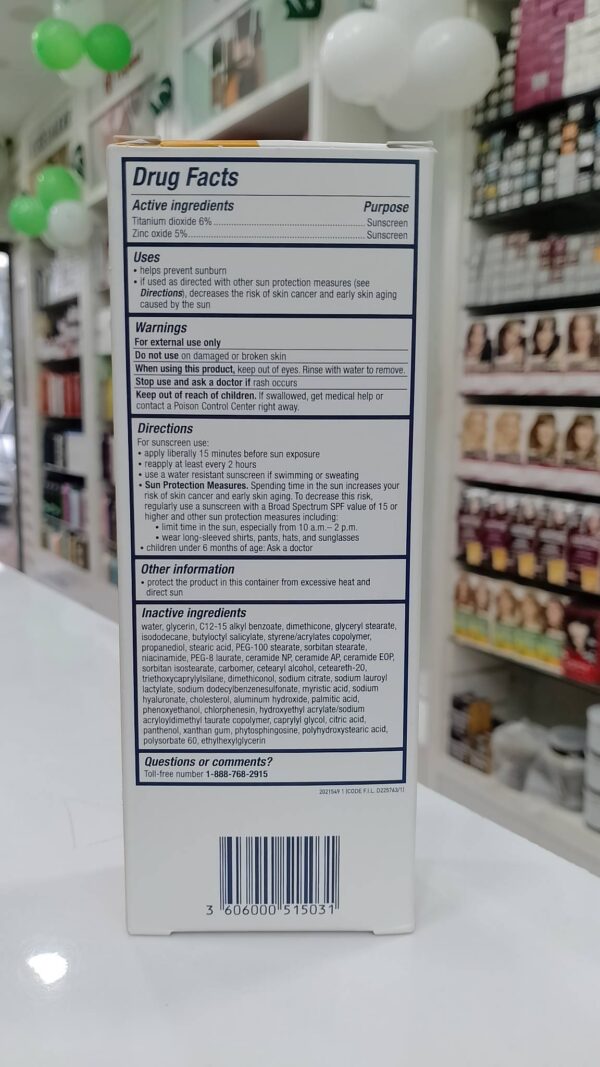 Drug Facts
Active ingredients Purpose
Titanium dioxide 6% Sunscreen
Zinc oxide 5% Sunscreen
Uses
• helps prevent sunburn
• if used as directed with other sun protection measures (see
Directions), decreases the risk of skin cancer and early skin aging
caused by the sun
Warnings
For external use only
Do not use on damaged or broken skin
When using this product, keep out of eyes. Rinse with water to remove.
Stop use and ask a doctor if rash occurs
Keep out of reach of children. If swallowed, get medical help or
contact a Poison Control Center right away.
Directions
For sunscreen use:
• apply liberally 15 minutes before sun exposure
• reapply at least every 2 hours
• use a water resistant sunscreen if swimming or sweating
• Sun Protection Measures. Spending time in the sun increases your
risk of skin cancer and early skin aging. To decrease this risk,
regularly use a sunscreen with a Broad Spectrum SPF value of 15 or
higher and other sun protection measures including:
• limit time in the sun, especially from 10 a.m.– 2 p.m.
• wear long-sleeved shirts, pants, hats, and sunglasses
• children under 6 months of age: Ask a doctor
Other information
• protect the product in this container from excessive heat and
direct sun
Inactive ingredients
water, glycerin, C12-15 alkyl benzoate, dimethicone, glyceryl stearate,
isododecane, butyloctyl salicylate, styrene/acrylates copolymer,
propanediol, stearic acid, PEG-100 stearate, sorbitan stearate,
niacinamide, PEG-8 laurate, ceramide NP, ceramide AP, ceramide EOP,
sorbitan isostearate, carbomer, cetearyl alcohol, ceteareth-20,
triethoxycaprylylsilane, dimethiconol, sodium citrate, sodium lauroyl
lactylate, sodium dodecylbenzenesulfonate, myristic acid, sodium
hyaluronate, cholesterol, aluminum hydroxide, palmitic acid,
phenoxyethanol, chlorphenesin, hydroxyethyl acrylate/sodium
acryloyldimethyl taurate copolymer, caprylyl glycol, citric acid,
panthenol, xanthan gum, phytosphingosine, polyhydroxystearic acid,
polysorbate 60, ethylhexylglycerin
Questions or comments?
Toll-free number 1-888-768-2915
2021549 1 (CODE F.I.L. D225763/1)
3 606000 515031